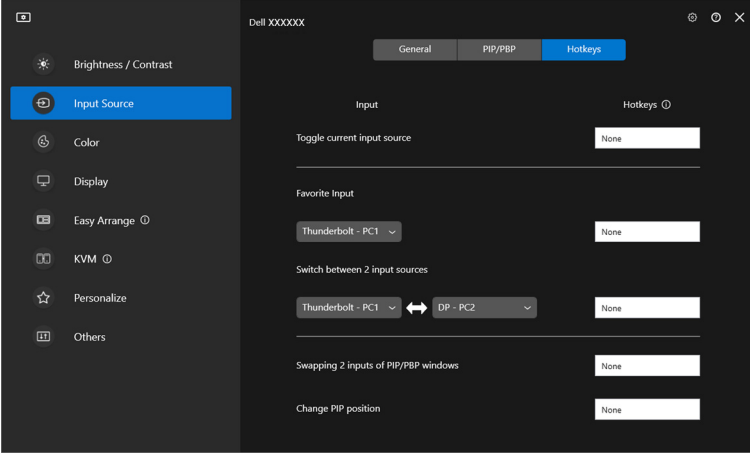 Dell XXXXXX
General PIP/PBP Hotkeys
Brightness / Contrast
Input Source
Color
Display
Easy Arrange
KVM
Personalize
Others
Input Hotkeys
Toggle current input source None
Favorite Input
Thunderbolt - PC1 None
Switch between 2 input sources
Thunderbolt - PC1 DP - PC2 None
Swapping 2 inputs of PIP/PBP windows None
Change PIP position None